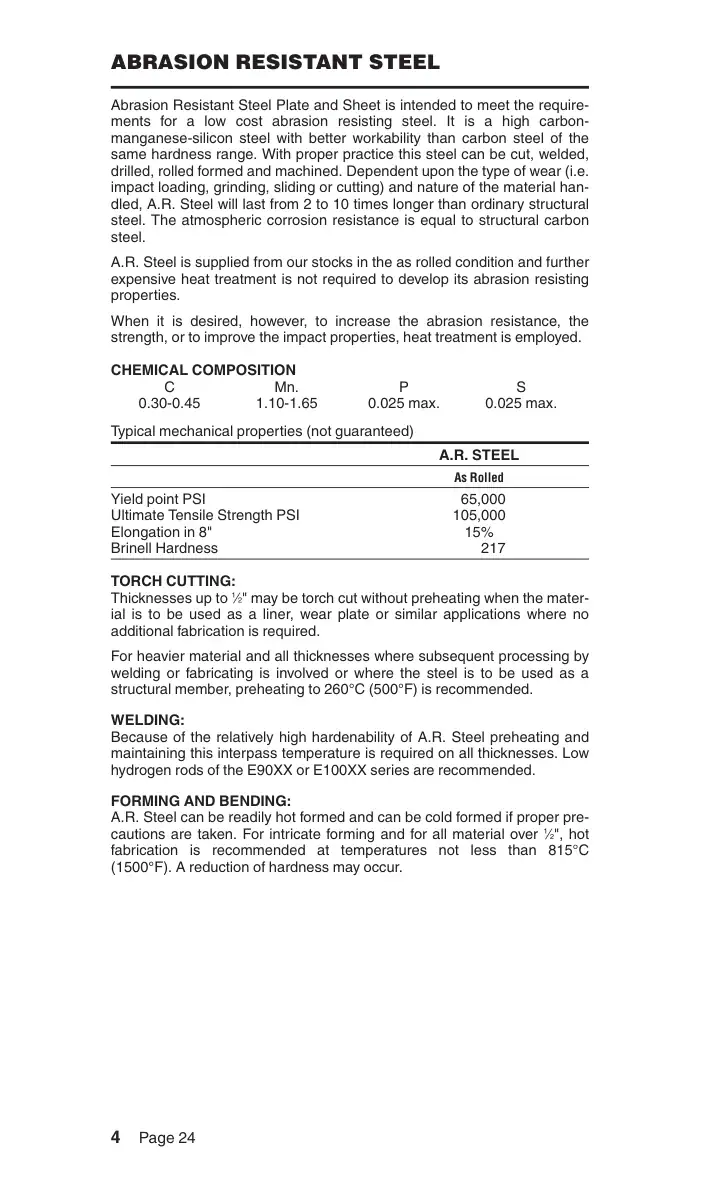 ABRASION RESISTANT STEEL
Abrasion Resistant Steel Plate and Sheet is intended to meet the require-
ments for a low cost abrasion resisting steel. It is a high carbon-
manganese-silicon steel with better workability than carbon steel of the
same hardness range. With proper practice this steel can be cut, welded,
drilled, rolled formed and machined. Dependent upon the type of wear (i.e.
impact loading, grinding, sliding or cutting) and nature of the material han-
dled, A.R. Steel will last from 2 to 10 times longer than ordinary structural
steel. The atmospheric corrosion resistance is equal to structural carbon
steel.
A.R. Steel is supplied from our stocks in the as rolled condition and further
expensive heat treatment is not required to develop its abrasion resisting
properties.
When it is desired, however, to increase the abrasion resistance, the
strength, or to improve the impact properties, heat treatment is employed.
CHEMICAL COMPOSITION
C Mn. P S
0.30-0.45 1.10-1.65 0.025 max. 0.025 max.
Typical mechanical properties (not guaranteed)
A.R. STEEL
As Rolled
Yield point PSI 65,000
Ultimate Tensile Strength PSI 105,000
Elongation in 8" 15%
Brinell Hardness 217
TORCH CUTTING:
Thicknesses up to ½" may be torch cut without preheating when the mater-
ial is to be used as a liner, wear plate or similar applications where no
additional fabrication is required.
For heavier material and all thicknesses where subsequent processing by
welding or fabricating is involved or where the steel is to be used as a
structural member, preheating to 260°C (500°F) is recommended.
WELDING:
Because of the relatively high hardenability of A.R. Steel preheating and
maintaining this interpass temperature is required on all thicknesses. Low
hydrogen rods of the E90XX or E100XX series are recommended.
FORMING AND BENDING:
A.R. Steel can be readily hot formed and can be cold formed if proper pre-
cautions are taken. For intricate forming and for all material over ½", hot
fabrication is recommended at temperatures not less than 815°C
(1500°F). A reduction of hardness may occur.
4 Page 24